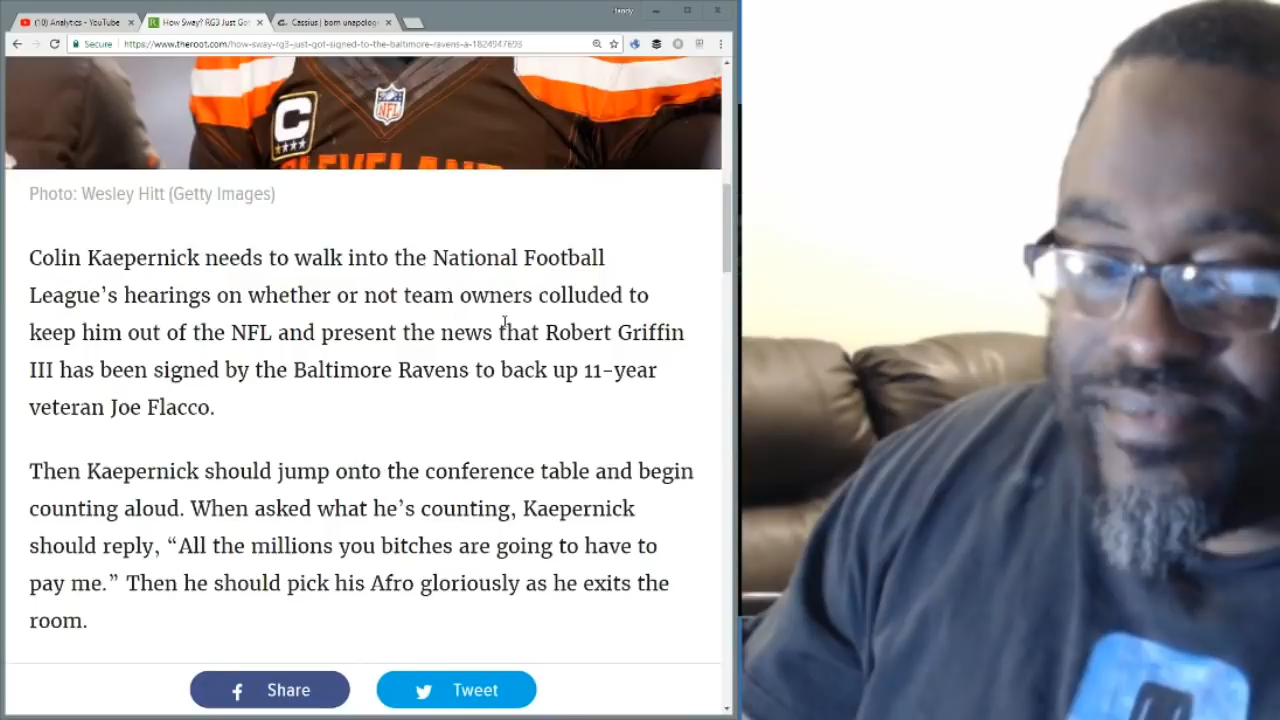 (10) Analytics - YouTube
How Sway? RG3 Just Go
Cassius | born unapolog
Secure
https://www.theroot.com/how-sway-rg3-just-got-signed-to-the-baltimore-ravens-a-1824947693
C
NFL
CLEVELAND
Photo: Wesley Hitt (Getty Images)
Colin Kaepernick needs to walk into the National Football
League’s hearings on whether or not team owners colluded to
keep him out of the NFL and present the news that Robert Griffin
III has been signed by the Baltimore Ravens to back up 11-year
veteran Joe Flacco.
Then Kaepernick should jump onto the conference table and begin
counting aloud. When asked what he’s counting, Kaepernick
should reply, “All the millions you bitches are going to have to
pay me.” Then he should pick his Afro gloriously as he exits the
room.
Share
Tweet